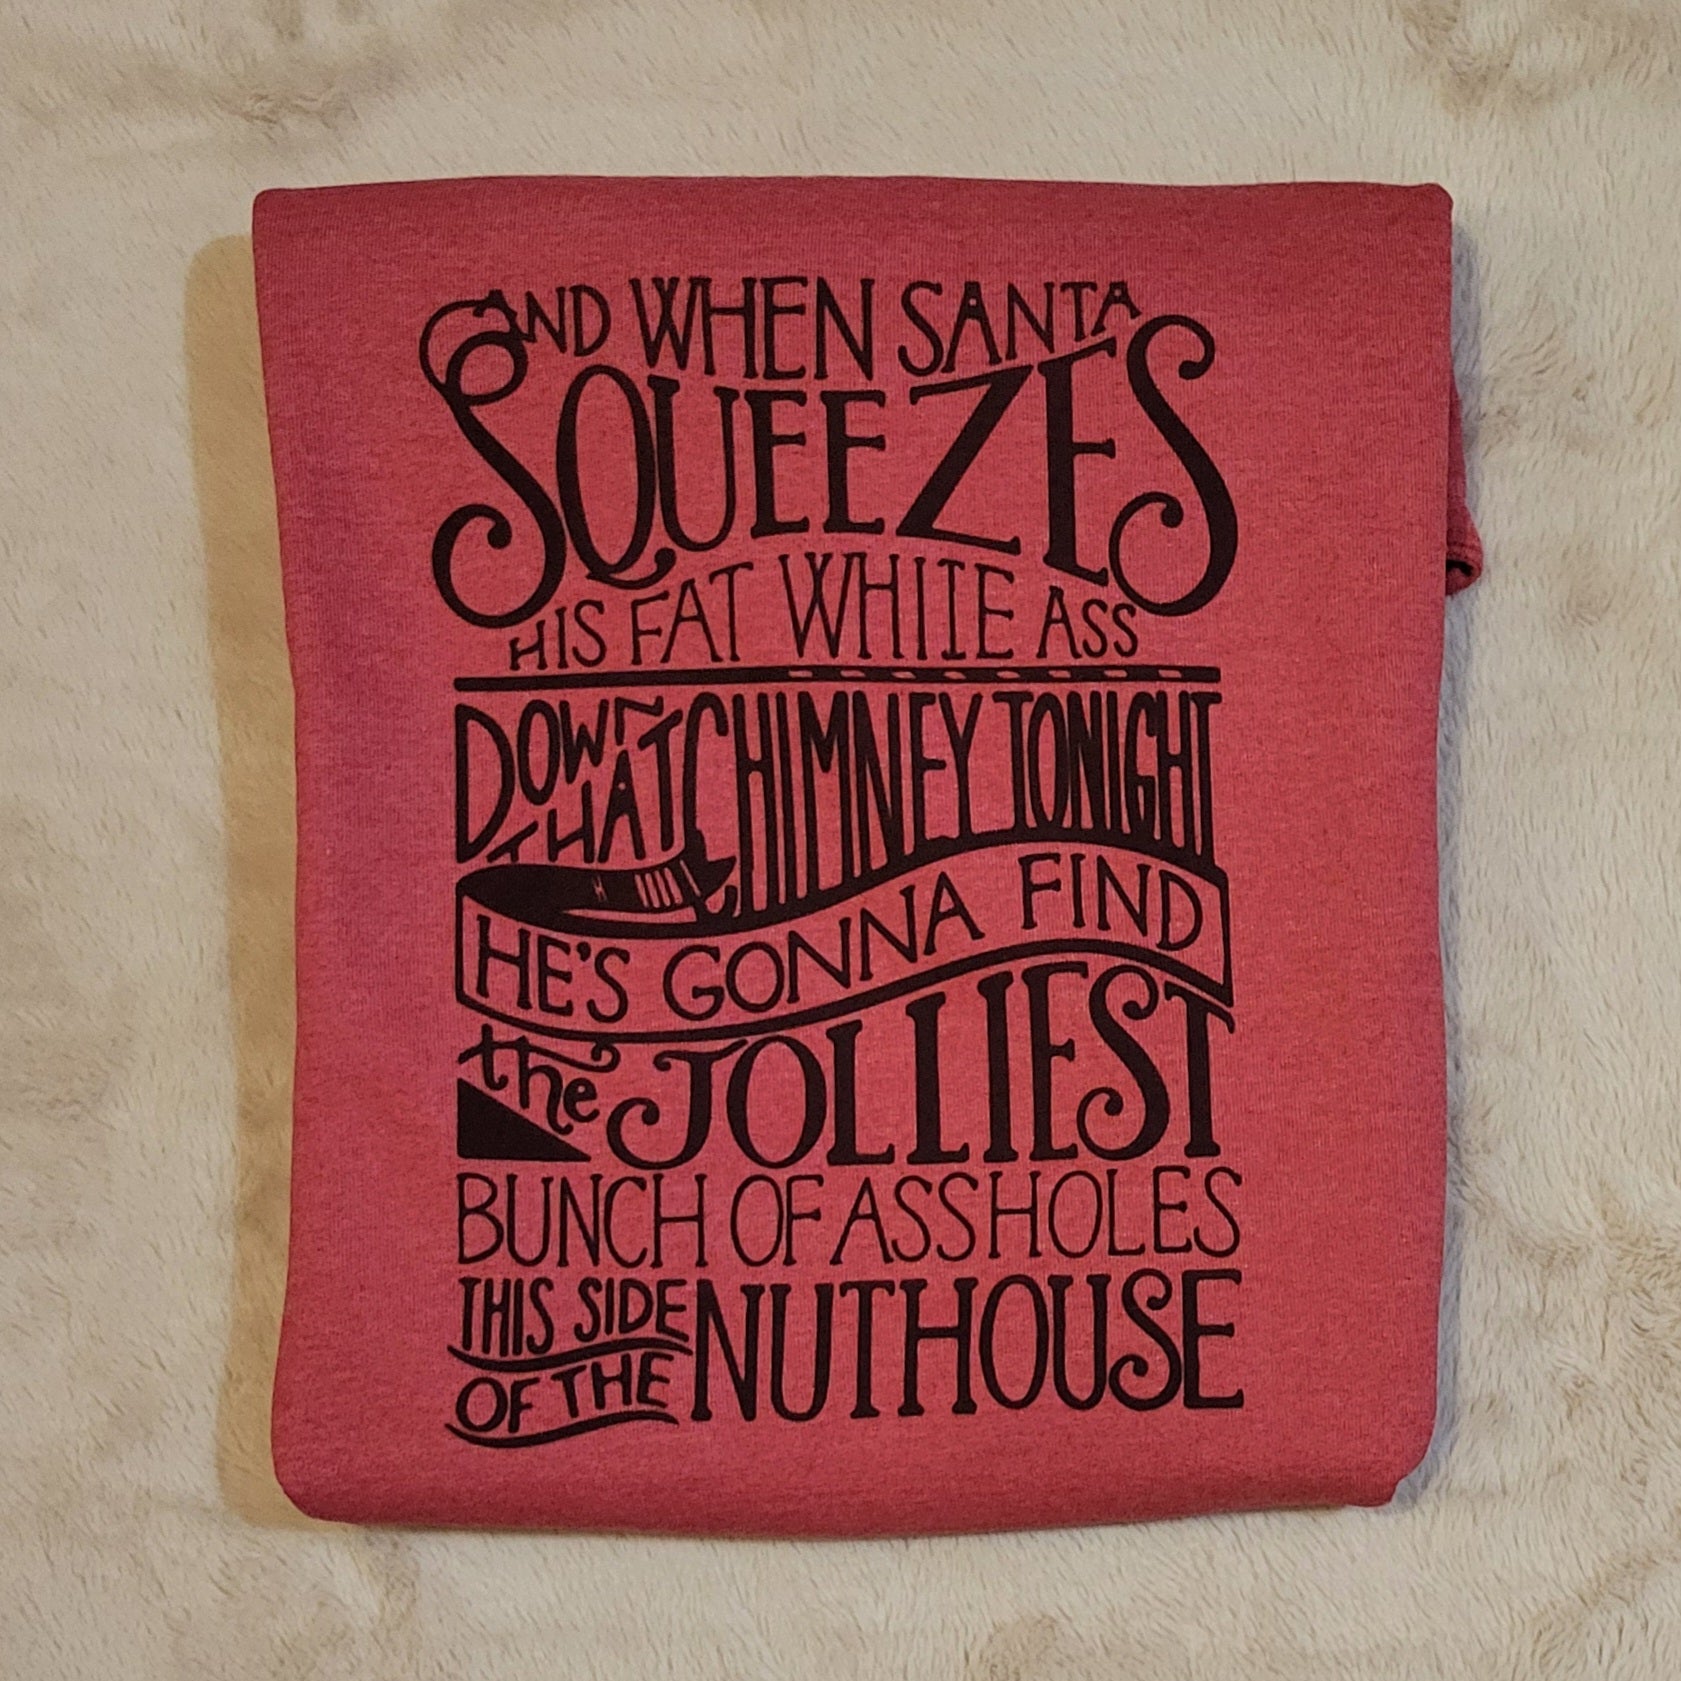 AND WHEN SANTA
SQUEEZES
HIS FAT WHITE ASS
DOWN THAT CHIMNEY TONIGHT
HE'S GONNA FIND
the JOLLIEST
BUNCH OF ASSHOLES
THIS SIDE OF THE NUTHOUSE